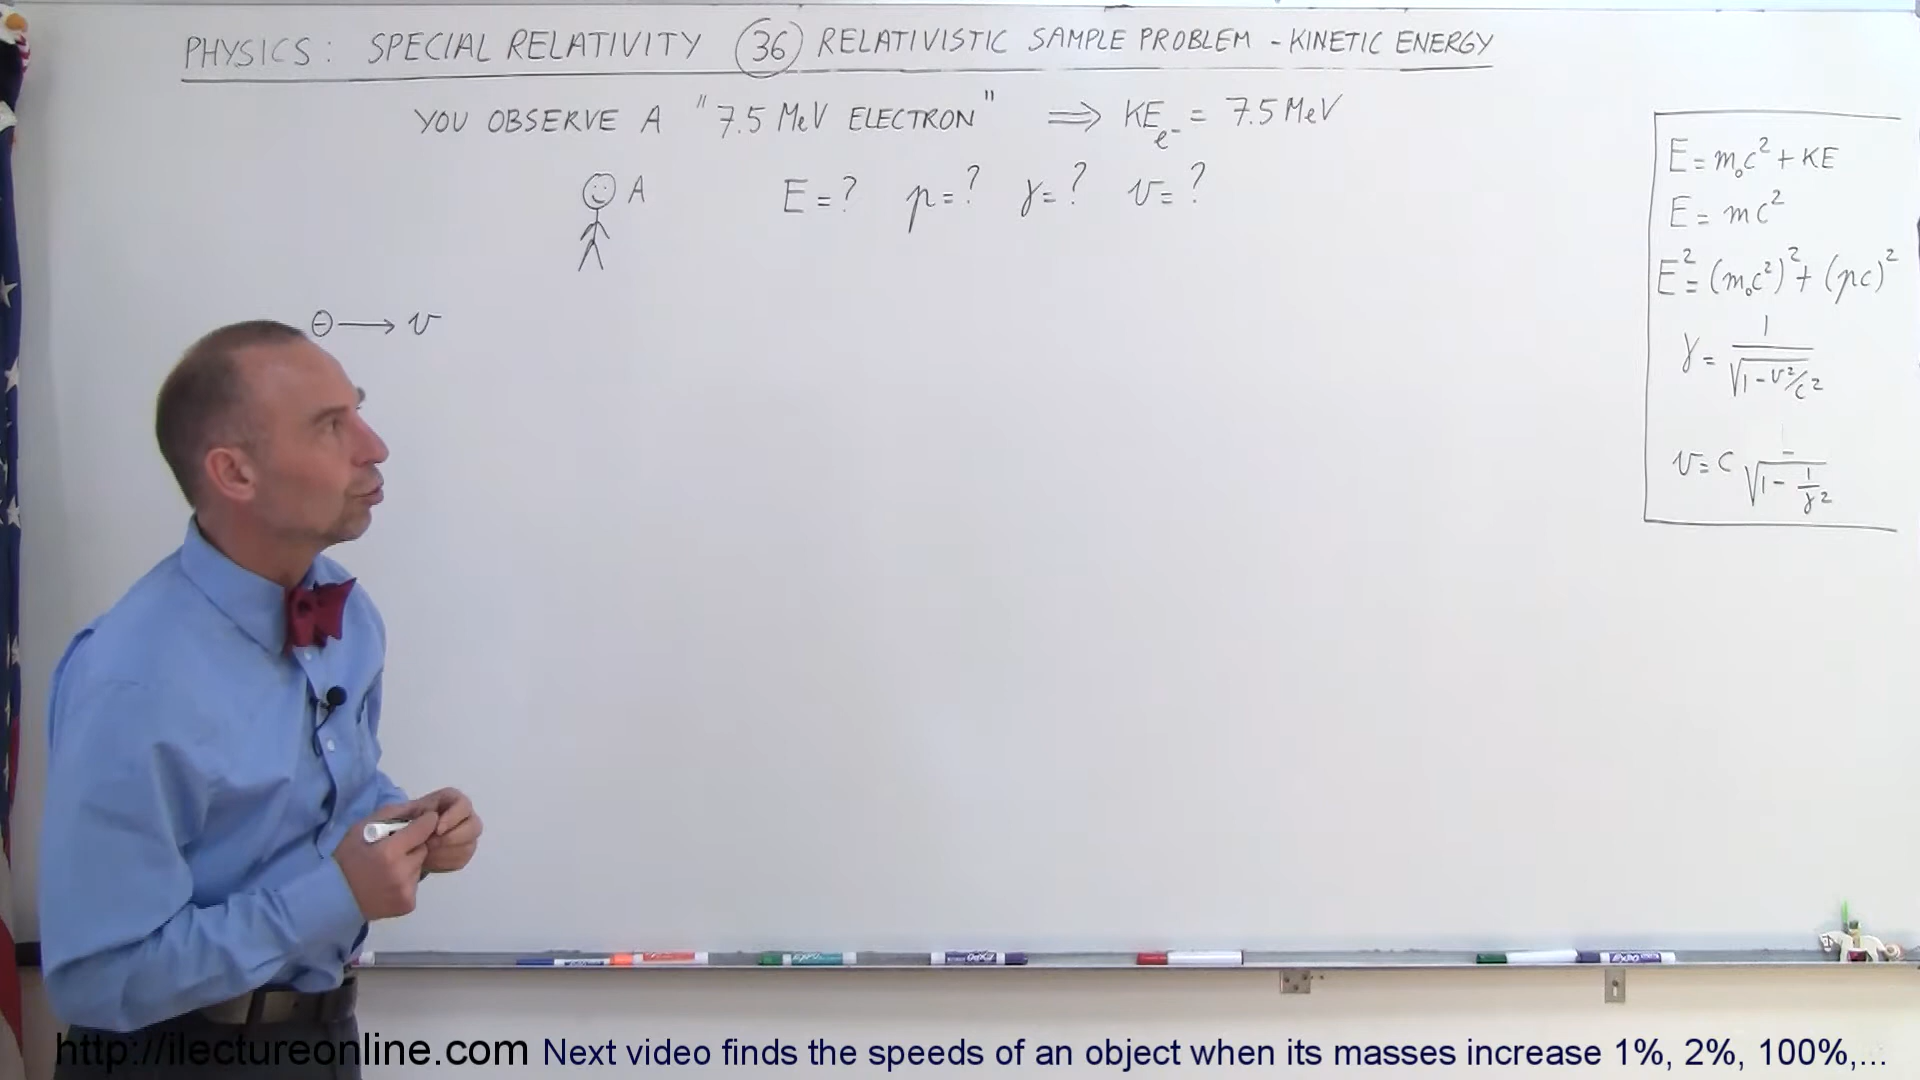 PHYSICS: SPECIAL RELATIVITY (36) RELATIVISTIC SAMPLE PROBLEM - KINETIC ENERGY
YOU OBSERVE A "7.5 MeV ELECTRON" ⟹ KE_e⁻ = 7.5 MeV
A E = ? p = ? γ = ? v = ?
⊖ → v
E = m₀c² + KE
E = mc²
E² = (m₀c²)² + (pc)²
γ = 1/√(1 - v²/c²)
v = c √(1 - 1/γ²)
EXPO
http://ilectureonline.com Next video finds the speeds of an object when its masses increase 1%, 2%, 100%,...